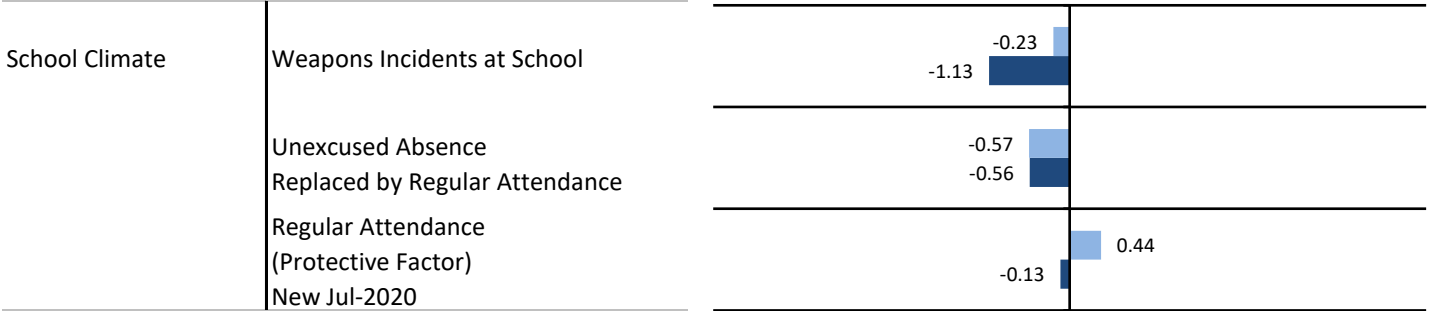 School Climate
Weapons Incidents at School
-0.23
-1.13
Unexcused Absence
Replaced by Regular Attendance
-0.57
-0.56
Regular Attendance
(Protective Factor)
New Jul-2020
0.44
-0.13